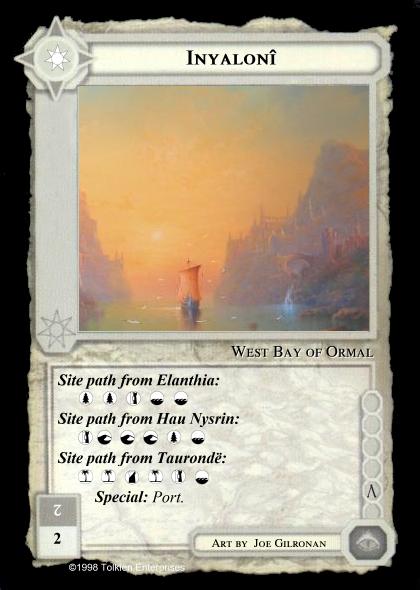 Inyalonî
West Bay of Ormal
Site path from Elanthia:
Site path from Hau Nysrin:
Site path from Taurondë:
Special: Port.
2
2
Art by Joe Gilronan
©1998 Tolkien Enterprises